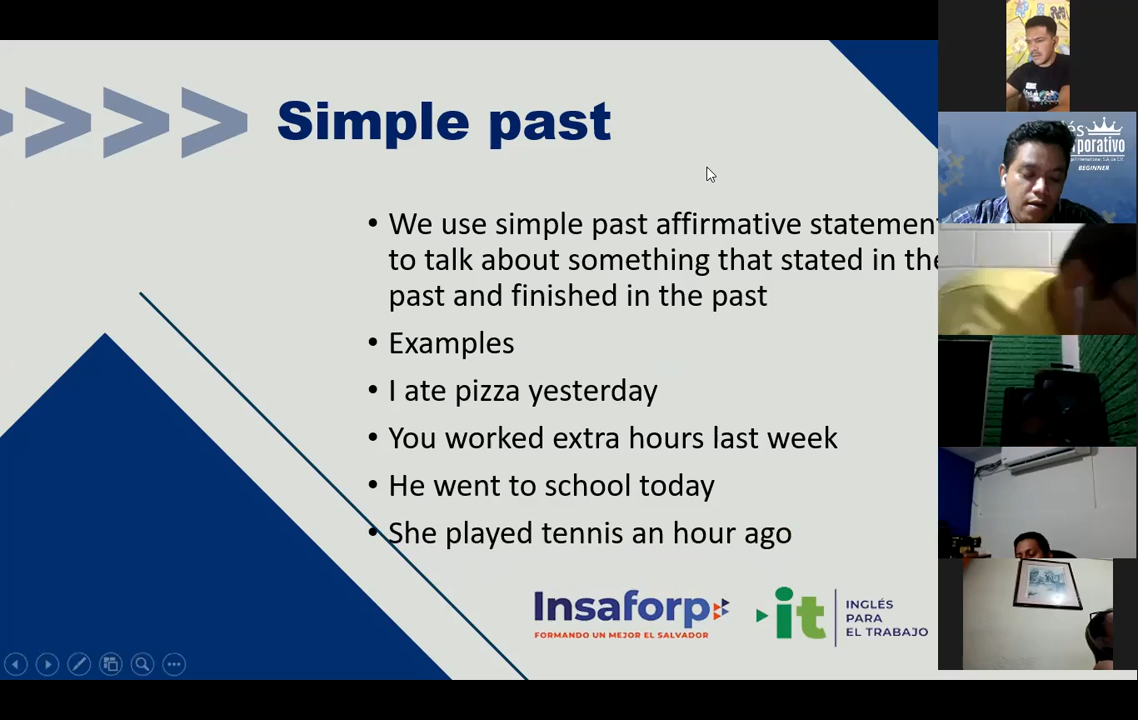 Simple past
• We use simple past affirmative statement
to talk about something that stated in the
past and finished in the past
• Examples
• I ate pizza yesterday
• You worked extra hours last week
• He went to school today
• She played tennis an hour ago
Insaforp
FORMANDO UN MEJOR EL SALVADOR
it
INGLÉS
PARA
EL TRABAJO
BEGINNER